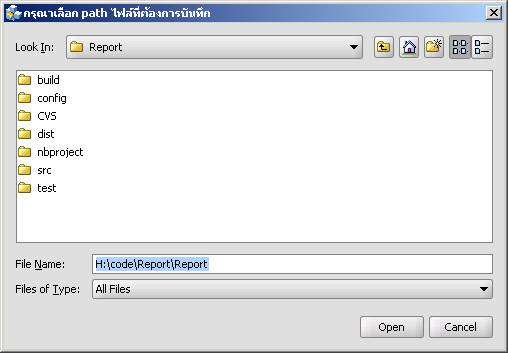 กรุณาเลือก path ไฟล์ที่ต้องการบันทึก
Look In: Report
build
config
CVS
dist
nbproject
src
test
File Name: H:\code\Report\Report
Files of Type: All Files
Open Cancel